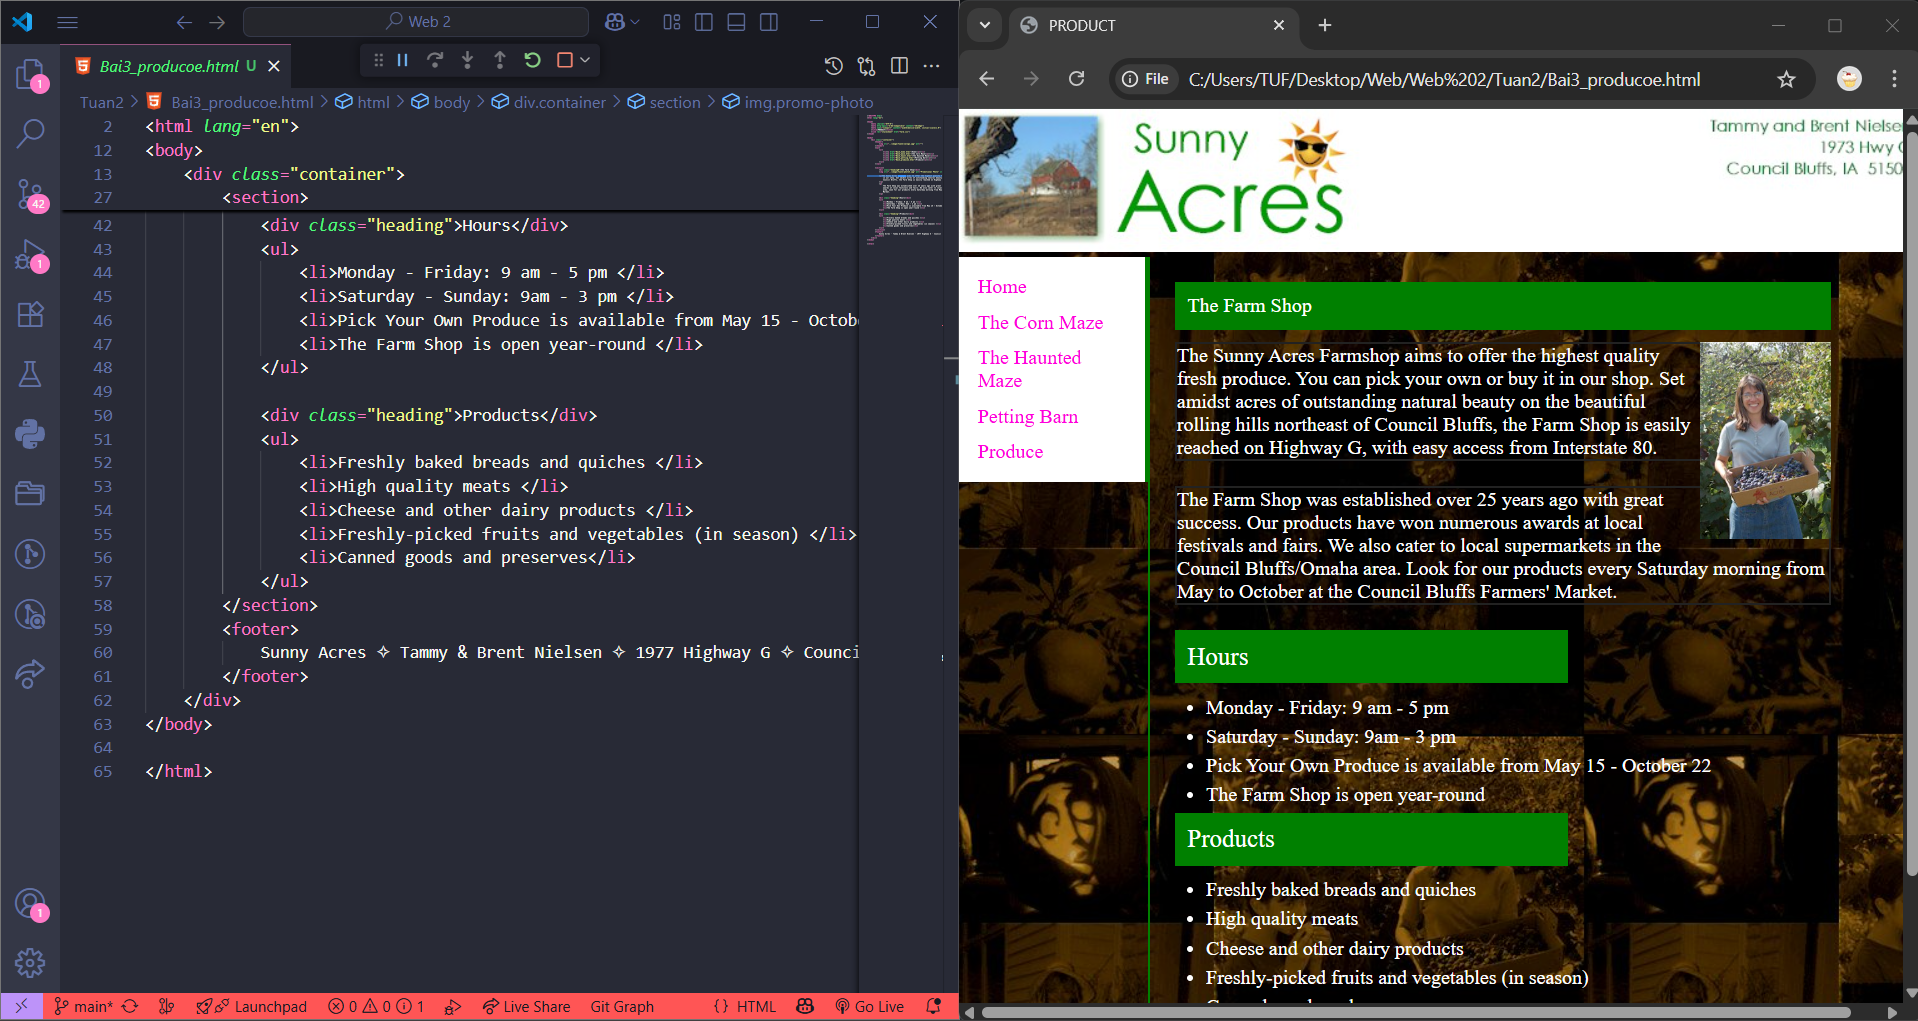 Web 2
Bai3_producoe.html U
Tuan2 > Bai3_producoe.html > html > body > div.container > section > img.promo-photo
2 <html lang="en">
12 <body>
13 <div class="container">
27 <section>
42 <div class="heading">Hours</div>
43 <ul>
44 <li>Monday - Friday: 9 am - 5 pm </li>
45 <li>Saturday - Sunday: 9am - 3 pm </li>
46 <li>Pick Your Own Produce is available from May 15 - Octob
47 <li>The Farm Shop is open year-round </li>
48 </ul>
49
50 <div class="heading">Products</div>
51 <ul>
52 <li>Freshly baked breads and quiches </li>
53 <li>High quality meats </li>
54 <li>Cheese and other dairy products </li>
55 <li>Freshly-picked fruits and vegetables (in season) </li>
56 <li>Canned goods and preserves</li>
57 </ul>
58 </section>
59 <footer>
60 Sunny Acres ✧ Tammy & Brent Nielsen ✧ 1977 Highway G ✧ Counci
61 </footer>
62 </div>
63 </body>
64
65 </html>
1
42
1
1
main* Launchpad 0 0 1 Live Share Git Graph { } HTML Go Live
PRODUCT
File C:/Users/TUF/Desktop/Web/Web%202/Tuan2/Bai3_producoe.html
Sunny
Acres
Tammy and Brent Nielse
1973 Hwy
Council Bluffs, IA 5150
Home
The Corn Maze
The Haunted
Maze
Petting Barn
Produce
The Farm Shop
The Sunny Acres Farmshop aims to offer the highest quality
fresh produce. You can pick your own or buy it in our shop. Set
amidst acres of outstanding natural beauty on the beautiful
rolling hills northeast of Council Bluffs, the Farm Shop is easily
reached on Highway G, with easy access from Interstate 80.
The Farm Shop was established over 25 years ago with great
success. Our products have won numerous awards at local
festivals and fairs. We also cater to local supermarkets in the
Council Bluffs/Omaha area. Look for our products every Saturday morning from
May to October at the Council Bluffs Farmers' Market.
Hours
• Monday - Friday: 9 am - 5 pm
• Saturday - Sunday: 9am - 3 pm
• Pick Your Own Produce is available from May 15 - October 22
• The Farm Shop is open year-round
Products
• Freshly baked breads and quiches
• High quality meats
• Cheese and other dairy products
• Freshly-picked fruits and vegetables (in season)